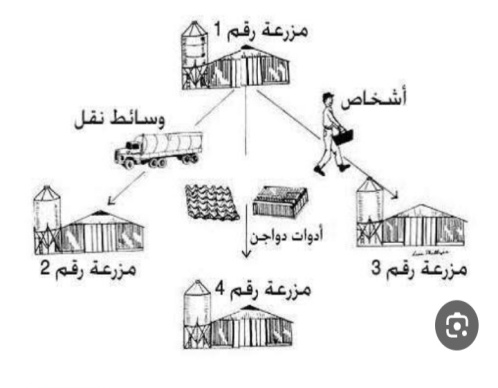 مزرعة رقم 1
أشخاص
وسائط نقل
أدوات دواجن
مزرعة رقم 2
مزرعة رقم 3
مزرعة رقم 4